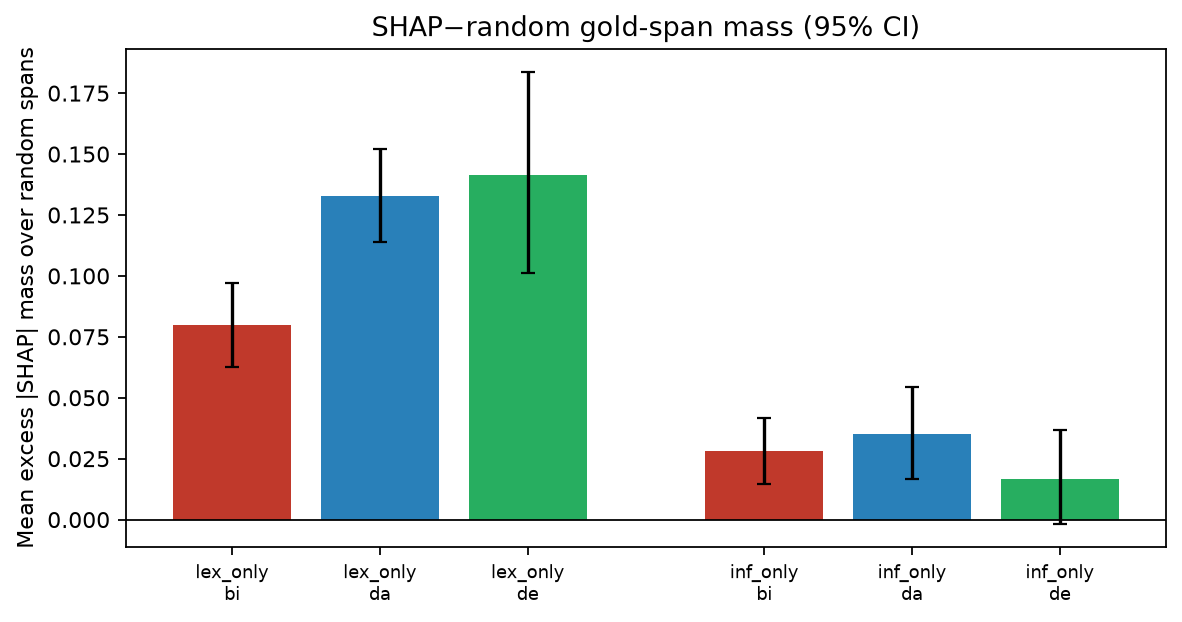 SHAP−random gold-span mass (95% CI)
Mean excess |SHAP| mass over random spans
0.175
0.150
0.125
0.100
0.075
0.050
0.025
0.000
lex_only
bi
lex_only
da
lex_only
de
inf_only
bi
inf_only
da
inf_only
de